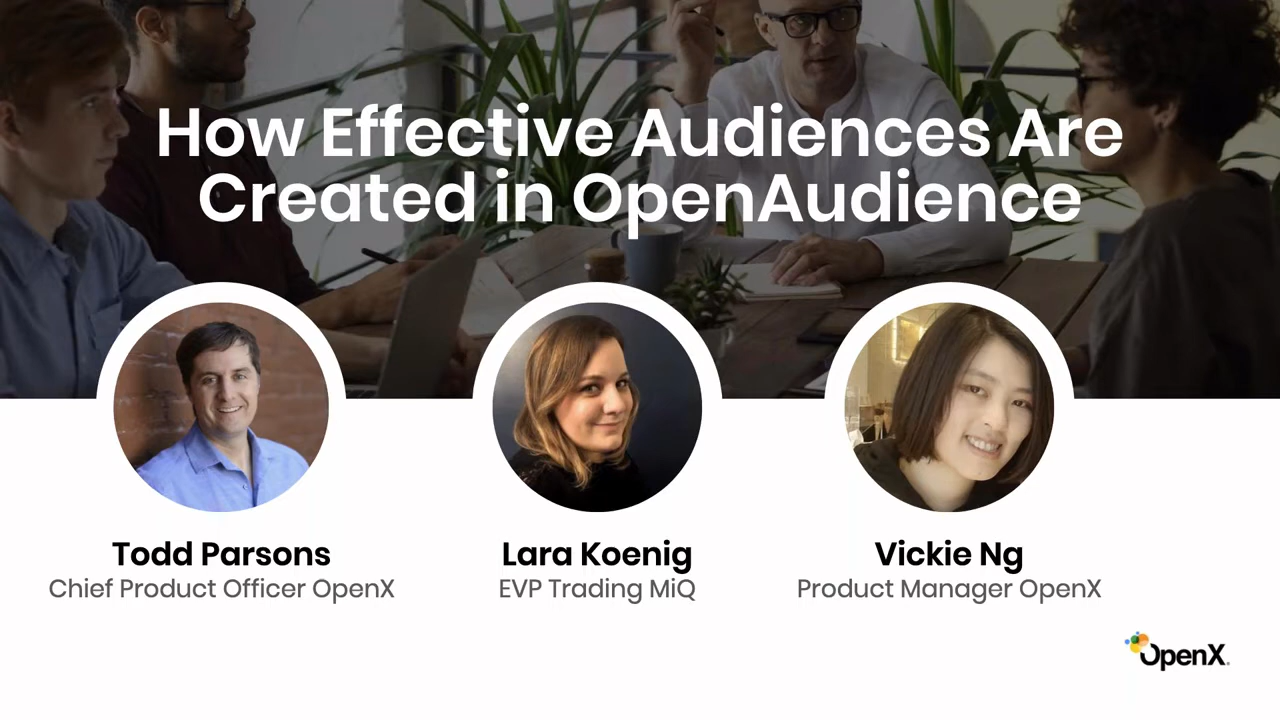 How Effective Audiences Are
Created in OpenAudience
Todd Parsons
Chief Product Officer OpenX
Lara Koenig
EVP Trading MiQ
Vickie Ng
Product Manager OpenX
OpenX